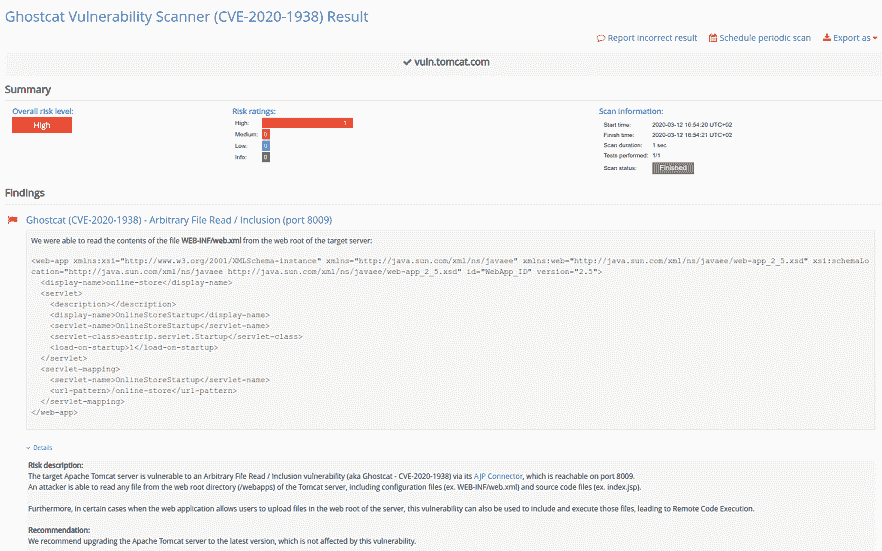 Ghostcat Vulnerability Scanner (CVE-2020-1938) Result
Report incorrect result Schedule periodic scan Export as
vuln.tomcat.com
Summary
Overall risk level:
High
Risk ratings:
High: 1
Medium: 0
Low: 0
Info: 0
Scan information:
Start time: 2020-03-12 16:54:20 UTC+02
Finish time: 2020-03-12 16:54:21 UTC+02
Scan duration: 1 sec
Tests performed: 1/1
Scan status: Finished
Findings
Ghostcat (CVE-2020-1938) - Arbitrary File Read / Inclusion (port 8009)
We were able to read the contents of the file WEB-INF/web.xml from the web root of the target server:
<web-app xmlns:xsi="http://www.w3.org/2001/XMLSchema-instance" xmlns="http://java.sun.com/xml/ns/javaee" xmlns:web="http://java.sun.com/xml/ns/javaee/web-app_2_5.xsd" xsi:schemaLo
cation="http://java.sun.com/xml/ns/javaee http://java.sun.com/xml/ns/javaee/web-app_2_5.xsd" id="WebApp_ID" version="2.5">
<display-name>online-store</display-name>
<servlet>
<description></description>
<display-name>OnlineStoreStartup</display-name>
<servlet-name>OnlineStoreStartup</servlet-name>
<servlet-class>eastrip.servlet.Startup</servlet-class>
<load-on-startup>1</load-on-startup>
</servlet>
<servlet-mapping>
<servlet-name>OnlineStoreStartup</servlet-name>
<url-pattern>/online-store</url-pattern>
</servlet-mapping>
</web-app>
Details
Risk description:
The target Apache Tomcat server is vulnerable to an Arbitrary File Read / Inclusion vulnerability (aka Ghostcat - CVE-2020-1938) via its AJP Connector, which is reachable on port 8009.
An attacker is able to read any file from the web root directory (/webapps) of the Tomcat server, including configuration files (ex. WEB-INF/web.xml) and source code files (ex. index.jsp).
Furthermore, in certain cases when the web application allows users to upload files in the web root of the server, this vulnerability can also be used to include and execute those files, leading to Remote Code Execution.
Recommendation:
We recommend upgrading the Apache Tomcat server to the latest version, which is not affected by this vulnerability.